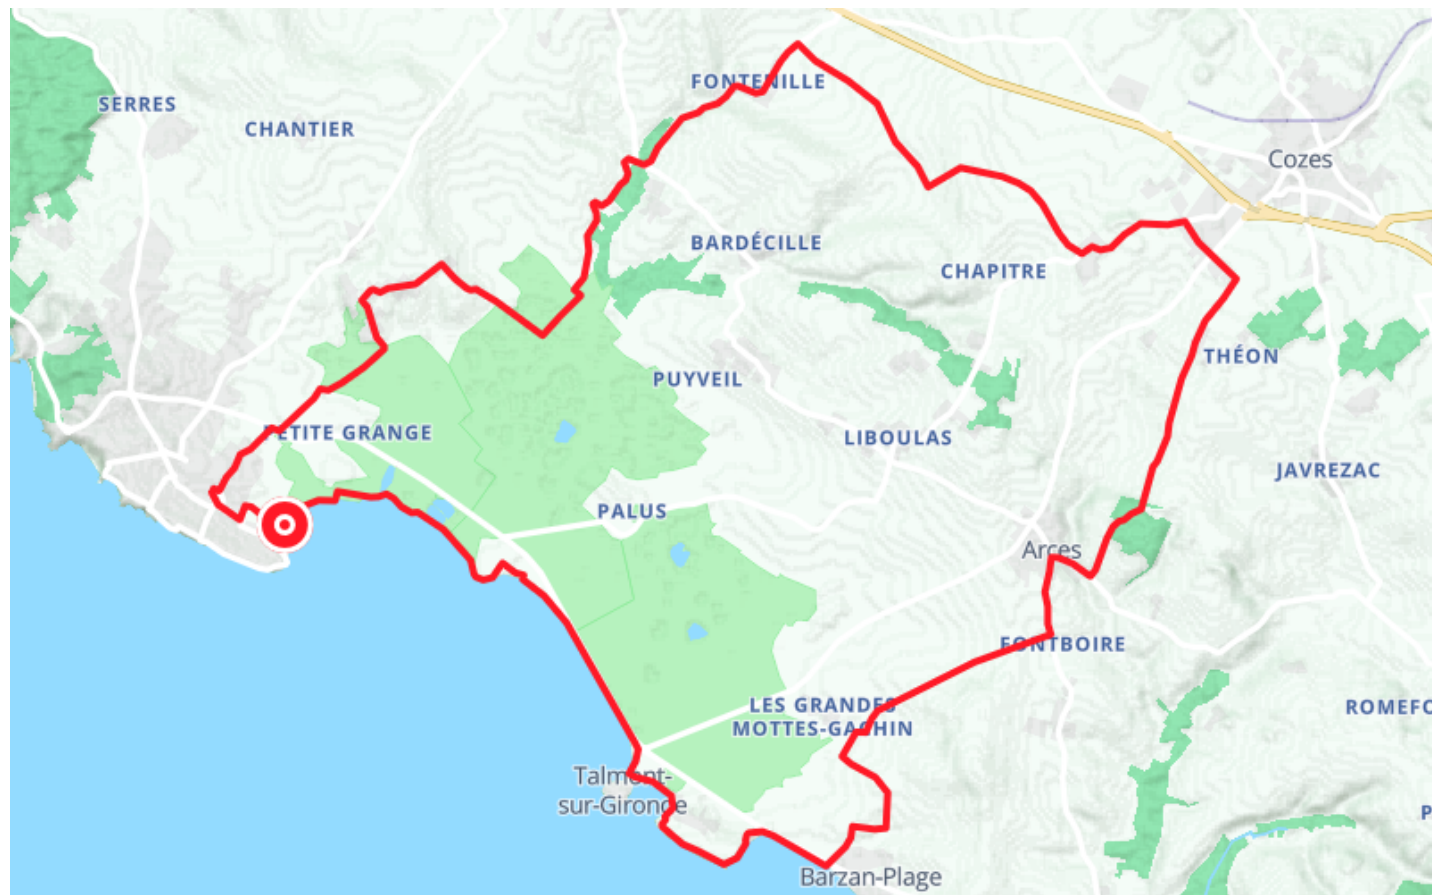 FONTENILLE
SERRES
CHANTIER
Cozes
BARDÉCILLE
CHAPITRE
THÉON
PUYVEIL
PETITE GRANGE
LIBOULAS
JAVREZAC
PALUS
Arces
FONTBOIRE
LES GRANDES
MOTTES-GACHIN
ROMEFO
Talmont-
sur-Gironde
P
Barzan-Plage